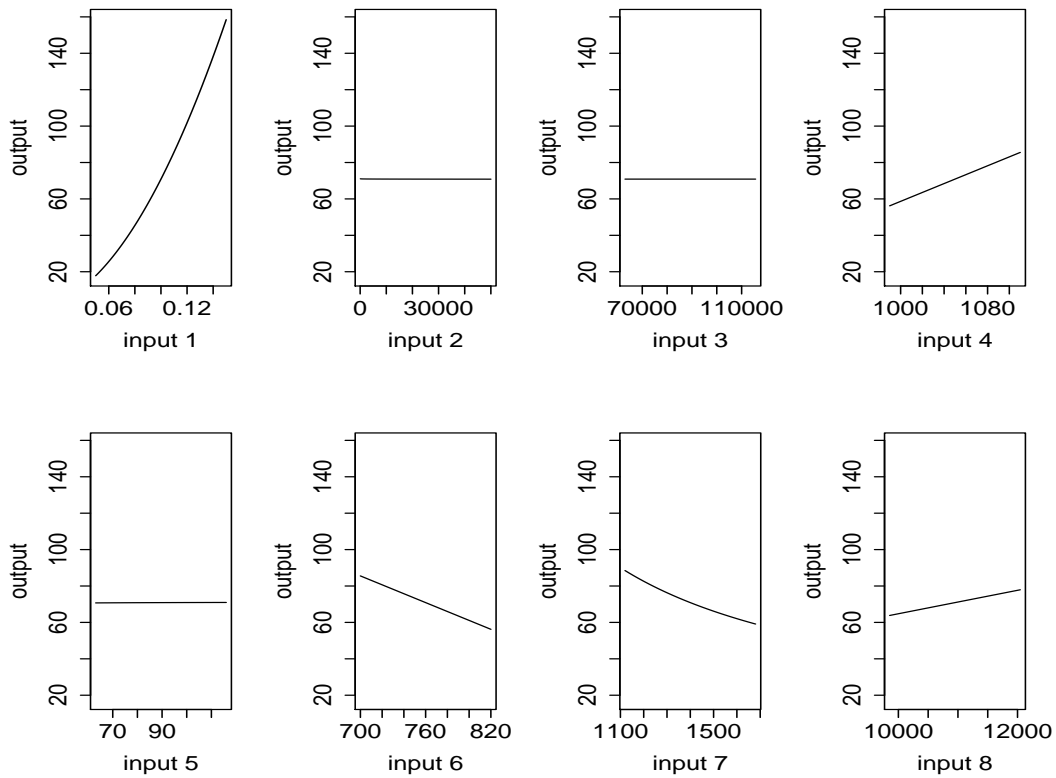 output
20 60 100 140
0.06 0.12
input 1
output
20 60 100 140
0 30000
input 2
output
20 60 100 140
70000 110000
input 3
output
20 60 100 140
1000 1080
input 4
output
20 60 100 140
70 90
input 5
output
20 60 100 140
700 760 820
input 6
output
20 60 100 140
1100 1500
input 7
output
20 60 100 140
10000 12000
input 8